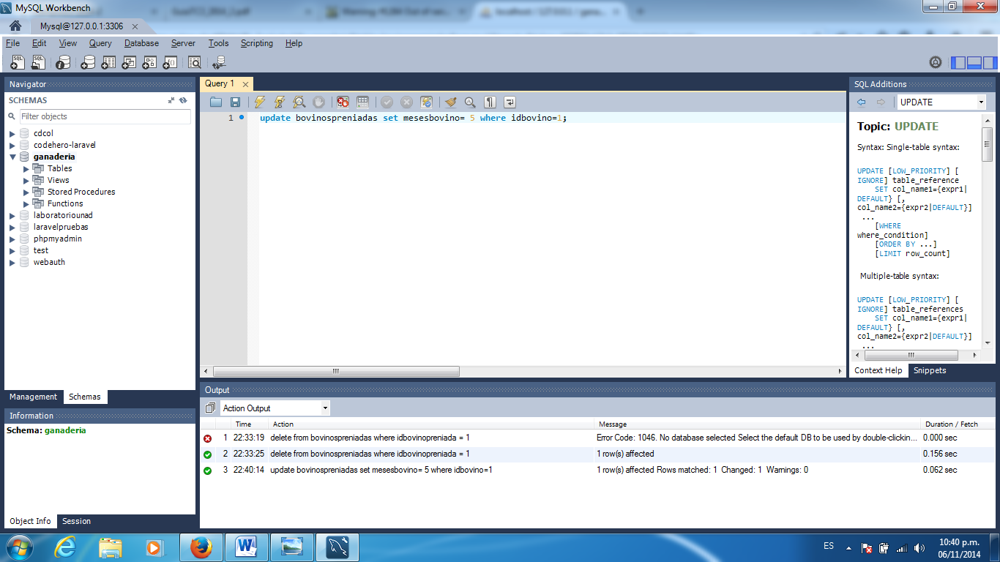 MySQL Workbench
Mysql@127.0.0.1:3306
File Edit View Query Database Server Tools Scripting Help
Navigator
SCHEMAS
Filter objects
cdcol
codehero-laravel
ganaderia
Tables
Views
Stored Procedures
Functions
laboratoriounad
laravelpruebas
phpmyadmin
test
webauth
Management Schemas
Information
Schema: ganaderia
Object Info Session
Query 1
1 update bovinospreniadas set mesesbovino= 5 where idbovino=1;
SQL Additions
UPDATE
Topic: UPDATE
Syntax: Single-table syntax:
UPDATE [LOW_PRIORITY] [
IGNORE] table_reference
SET col_name1={expr1|
DEFAULT} [,
col_name2={expr2|DEFAULT}]
...
[WHERE
where_condition]
[ORDER BY ...]
[LIMIT row_count]
Multiple-table syntax:
UPDATE [LOW_PRIORITY] [
IGNORE] table_references
SET col_name1={expr1|
DEFAULT} [,
col_name2={expr2|DEFAULT}]
...
Context Help Snippets
Output
Action Output
Time Action Message Duration / Fetch
1 22:33:19 delete from bovinospreniadas where idbovinopreniada = 1 Error Code: 1046. No database selected Select the default DB to be used by double-clickin... 0.000 sec
2 22:33:25 delete from bovinospreniadas where idbovinopreniada = 1 1 row(s) affected 0.156 sec
3 22:40:14 update bovinospreniadas set mesesbovino= 5 where idbovino=1 1 row(s) affected Rows matched: 1 Changed: 1 Warnings: 0 0.062 sec
ES
10:40 p.m.
06/11/2014